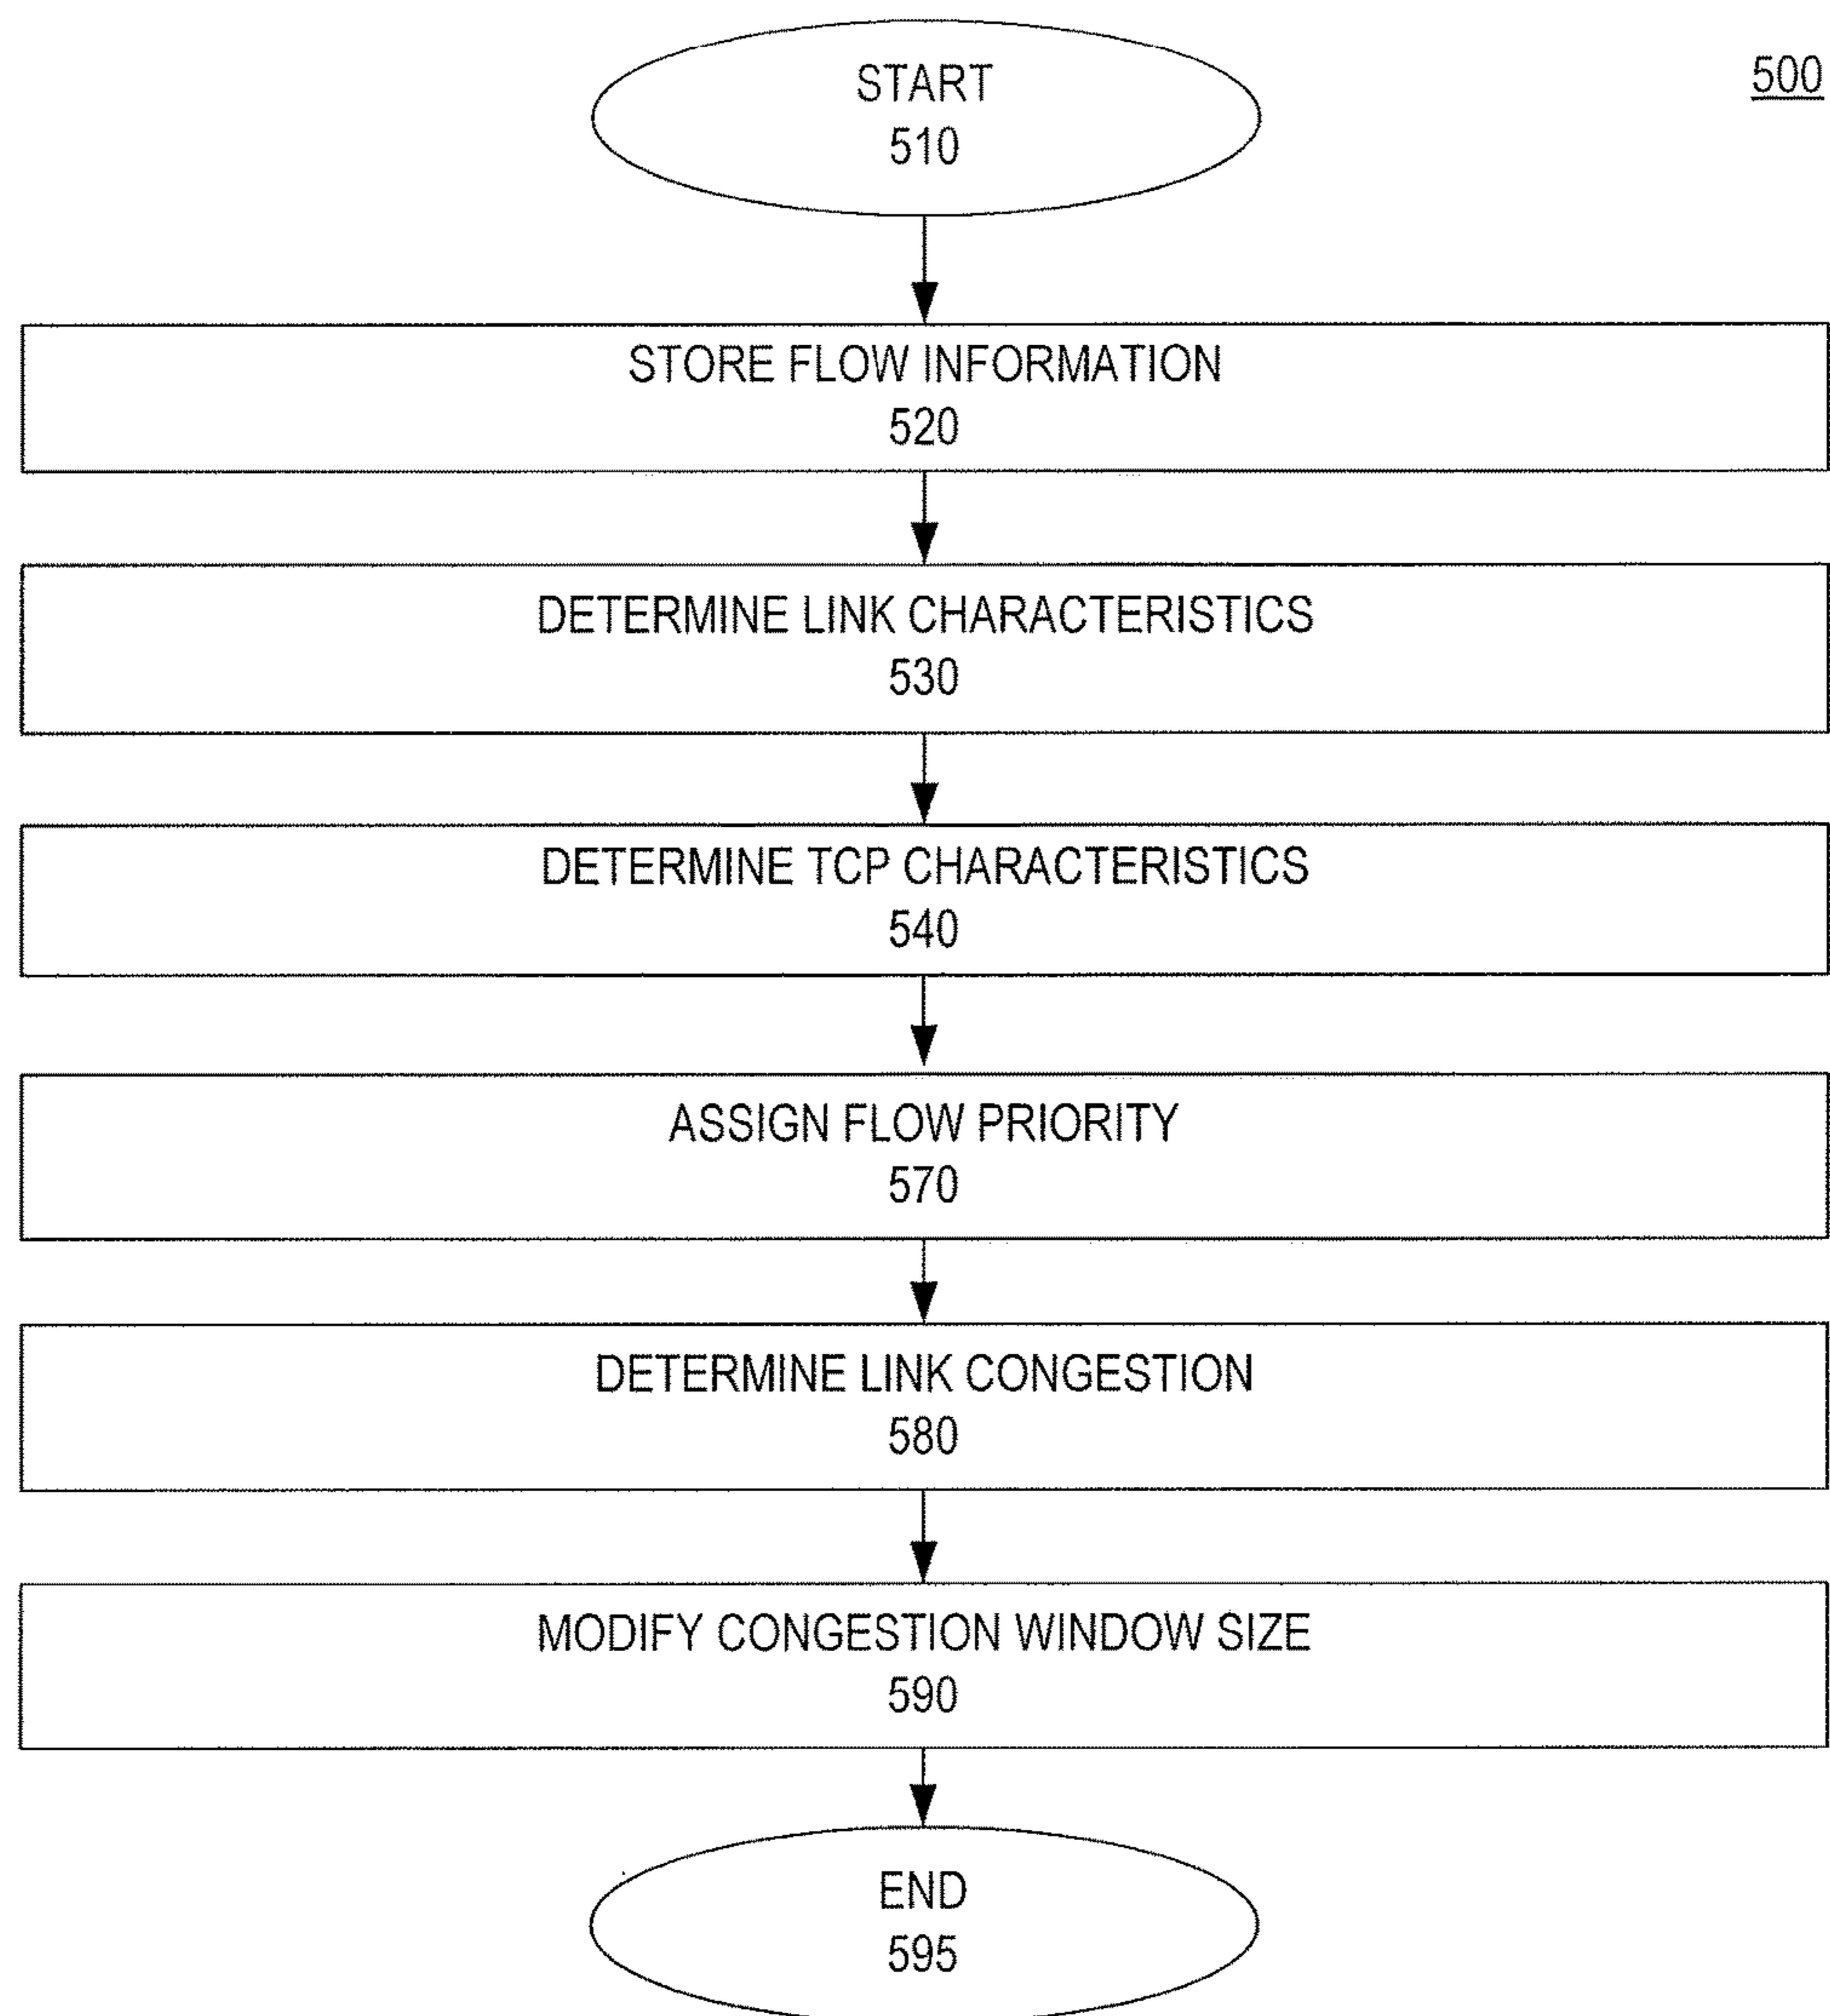 START
510
500
STORE FLOW INFORMATION
520
DETERMINE LINK CHARACTERISTICS
530
DETERMINE TCP CHARACTERISTICS
540
ASSIGN FLOW PRIORITY
570
DETERMINE LINK CONGESTION
580
MODIFY CONGESTION WINDOW SIZE
590
END
595